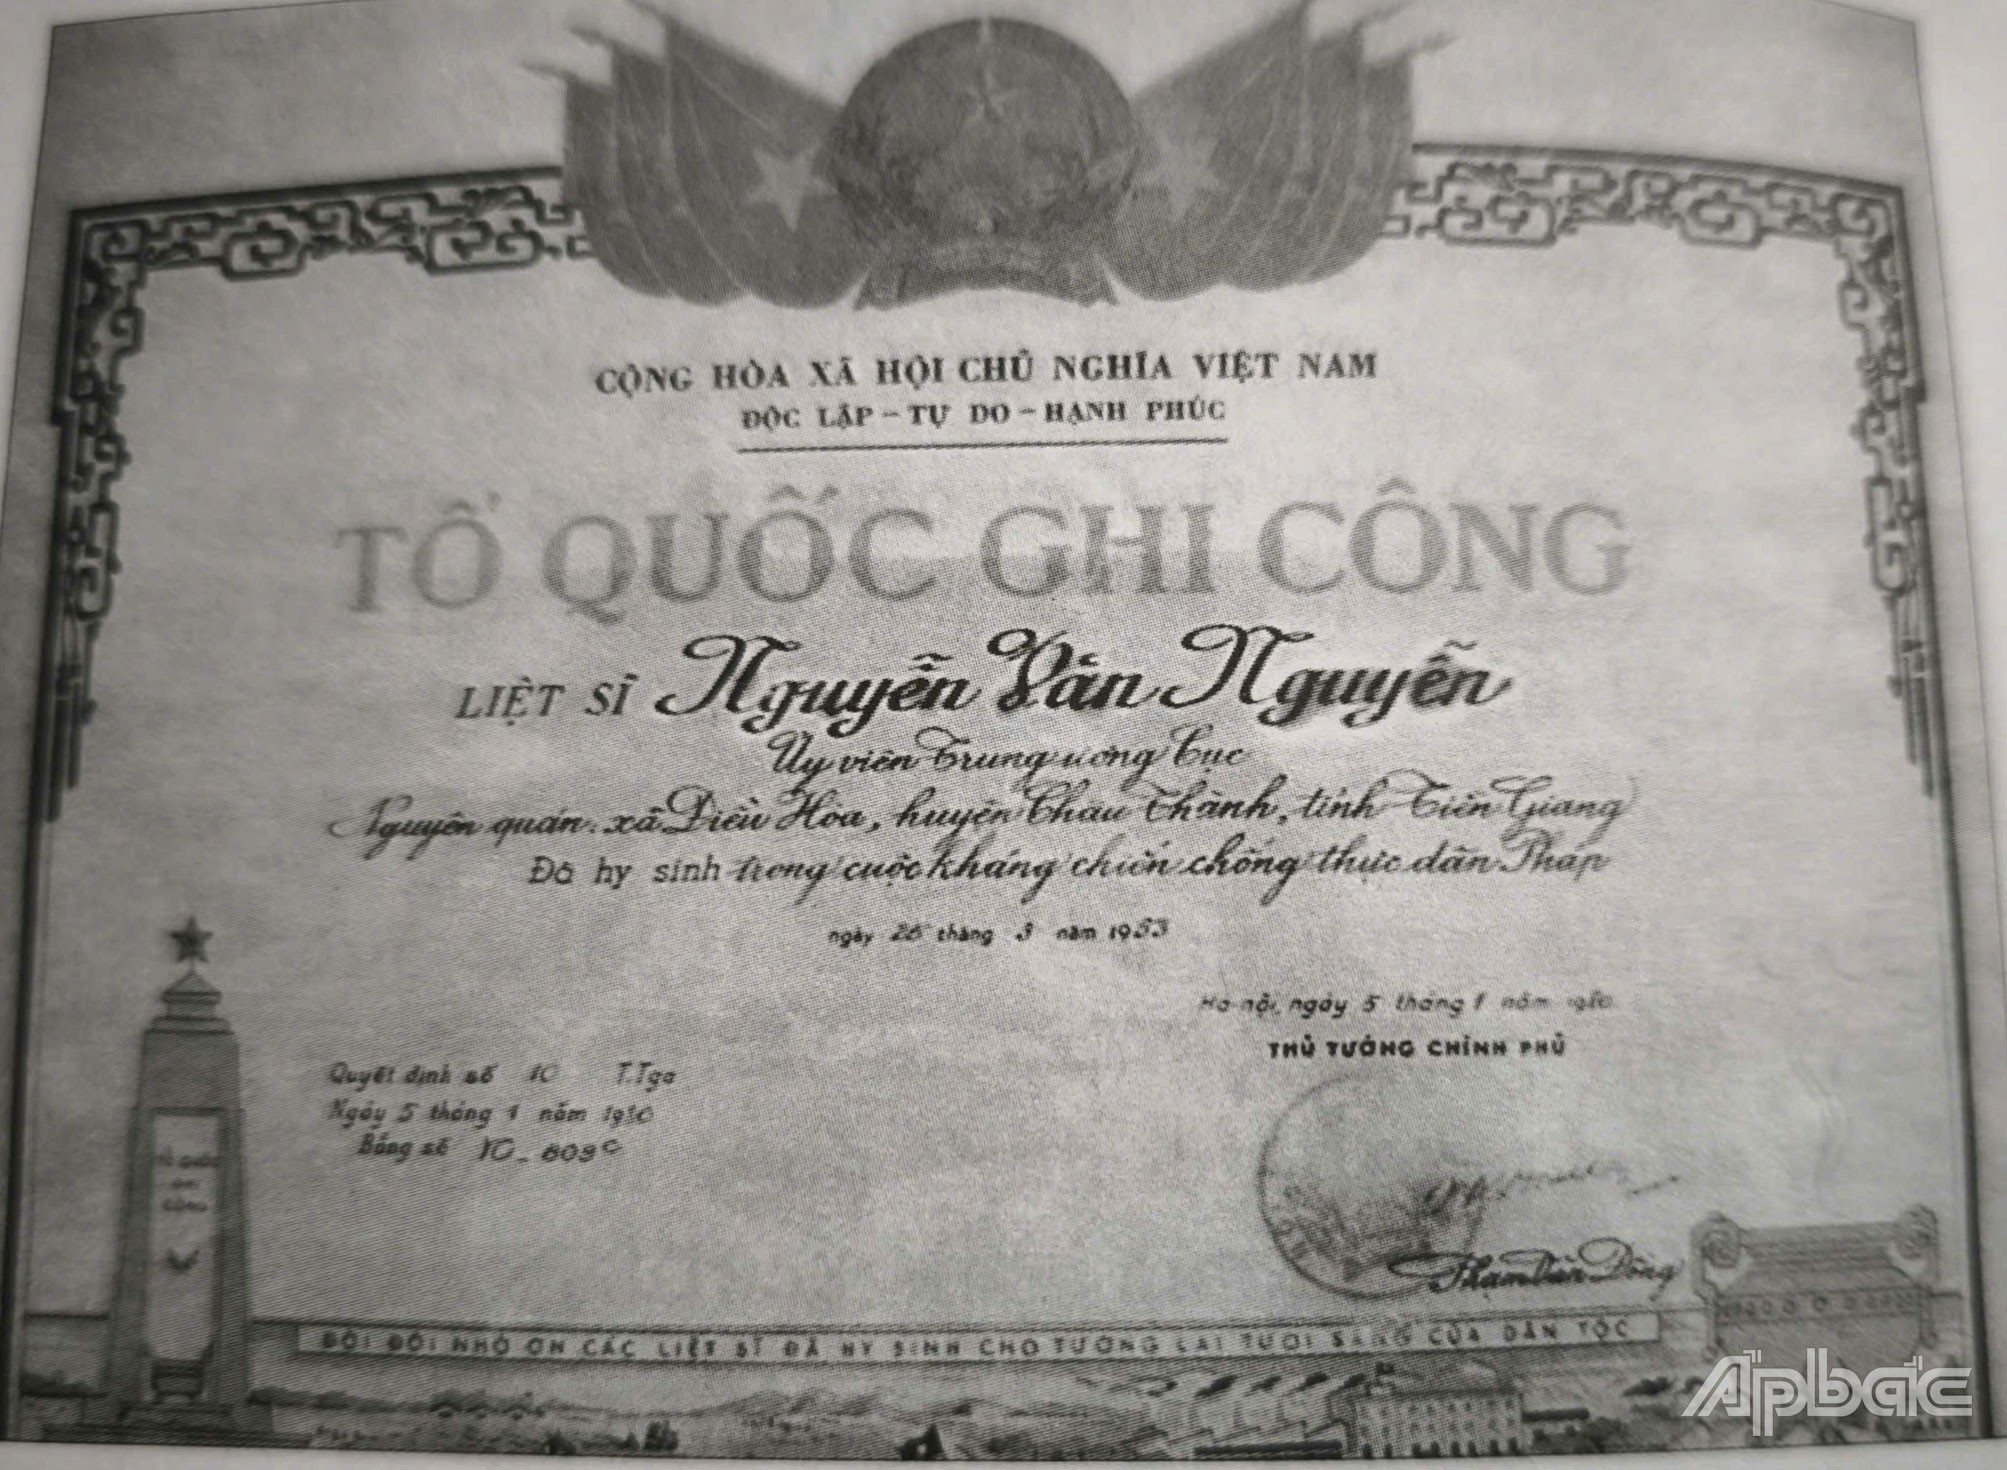 CỘNG HÒA XÃ HỘI CHỦ NGHĨA VIỆT NAM
ĐỘC LẬP - TỰ DO - HẠNH PHÚC
TỔ QUỐC GHI CÔNG
LIỆT SĨ Nguyễn Văn Nguyễn
Ủy viên Trung ương Cục
Nguyên quán: xã Điều Hòa, huyện Châu Thành, tỉnh Tiền Giang
Đã hy sinh trong cuộc kháng chiến chống thực dân Pháp
ngày 26 tháng 3 năm 1953
Hà-nội, ngày 5 tháng 1 năm
THỦ TƯỚNG CHÍNH PHỦ
Quyết định số 10 T.Tga
Ngày 5 tháng 1 năm
Bằng số
Tổ quốc
ghi
công
Phạm Văn Đồng
ĐỜI ĐỜI NHỚ ƠN CÁC LIỆT SĨ ĐÃ HY SINH CHO TƯƠNG LAI TƯƠI SÁNG CỦA DÂN TỘC
Apbac